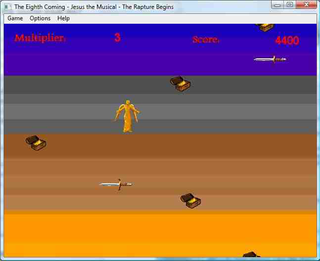 The Eighth Coming - Jesus the Musical - The Rapture Begins
Game Options Help
Multiplier: 3 Score: 4400